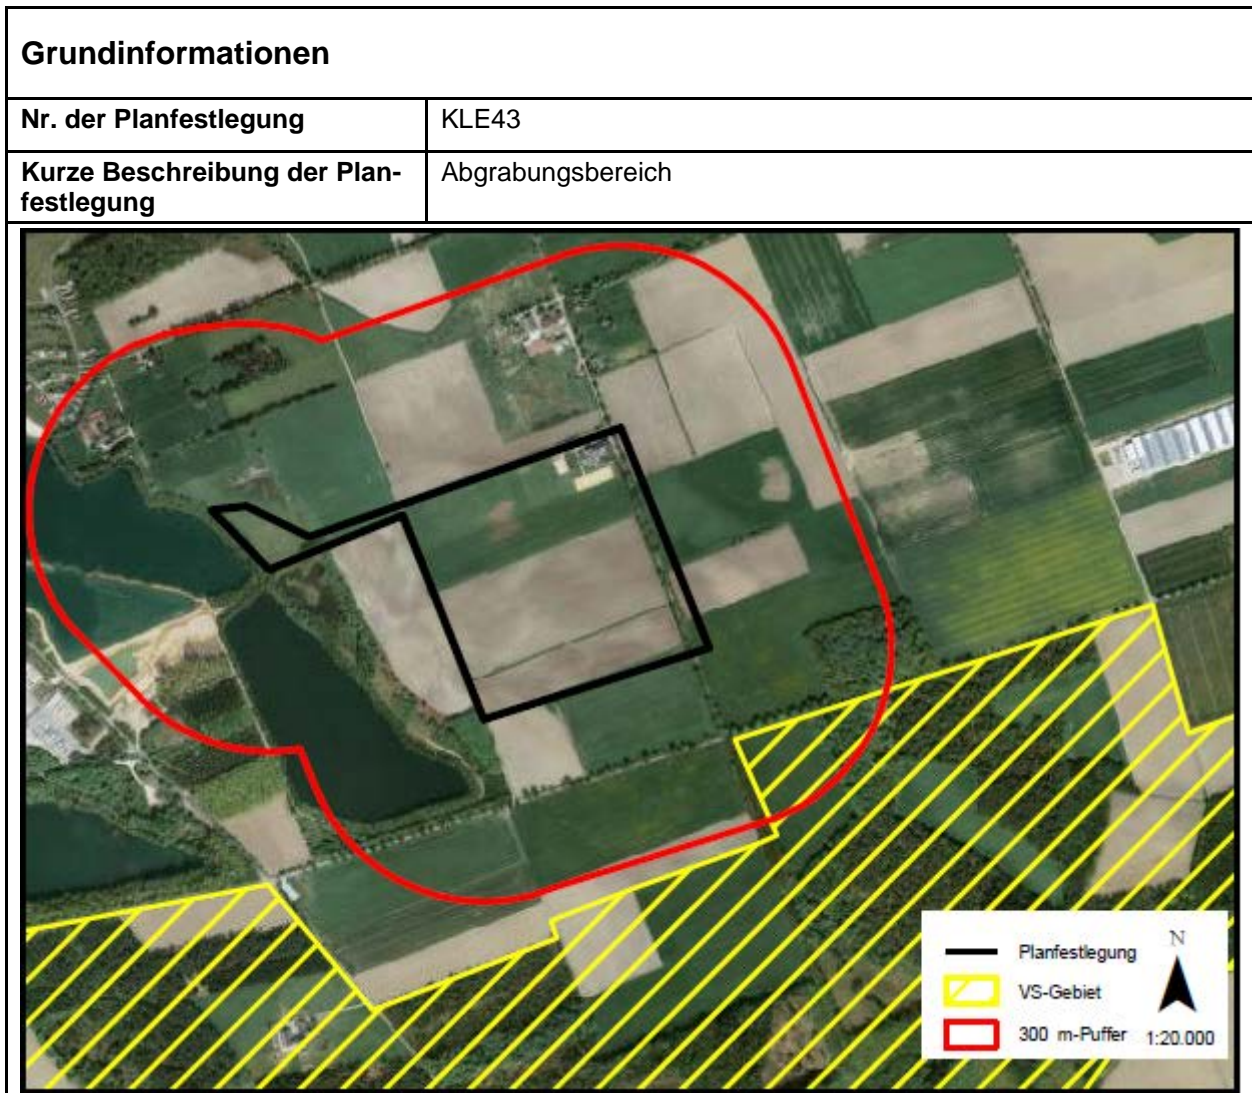 Grundinformationen
Nr. der Planfestlegung
KLE43
Kurze Beschreibung der Plan-
festlegung
Abgrabungsbereich
N
Planfestlegung
VS-Gebiet
300 m-Puffer
1:20.000